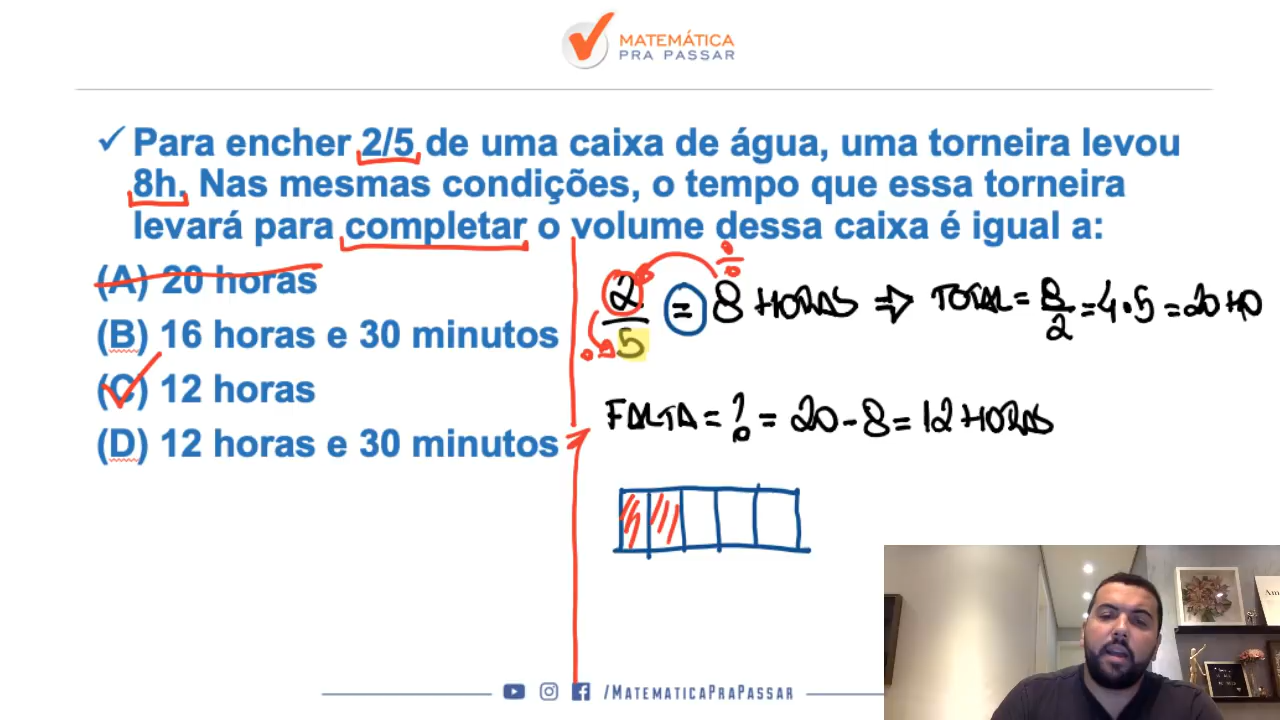 MATEMÁTICA
PRA PASSAR
✓ Para encher 2/5 de uma caixa de água, uma torneira levou
8h. Nas mesmas condições, o tempo que essa torneira
levará para completar o volume dessa caixa é igual a:
(A) 20 horas
(B) 16 horas e 30 minutos
(C) 12 horas
(D) 12 horas e 30 minutos
2/5 = 8 HORAS ⇒ TOTAL = 8/2 = 4 • 5 = 20 HO
FALTA = ? = 20 - 8 = 12 HORAS
/MATEMATICAPRAPASSAR